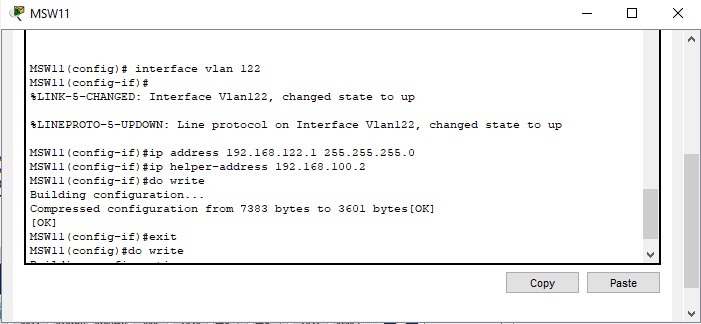 MSW11
MSW11(config)# interface vlan 122
MSW11(config-if)#
%LINK-5-CHANGED: Interface Vlan122, changed state to up
%LINEPROTO-5-UPDOWN: Line protocol on Interface Vlan122, changed state to up
MSW11(config-if)#ip address 192.168.122.1 255.255.255.0
MSW11(config-if)#ip helper-address 192.168.100.2
MSW11(config-if)#do write
Building configuration...
Compressed configuration from 7383 bytes to 3601 bytes[OK]
[OK]
MSW11(config-if)#exit
MSW11(config)#do write
Copy
Paste